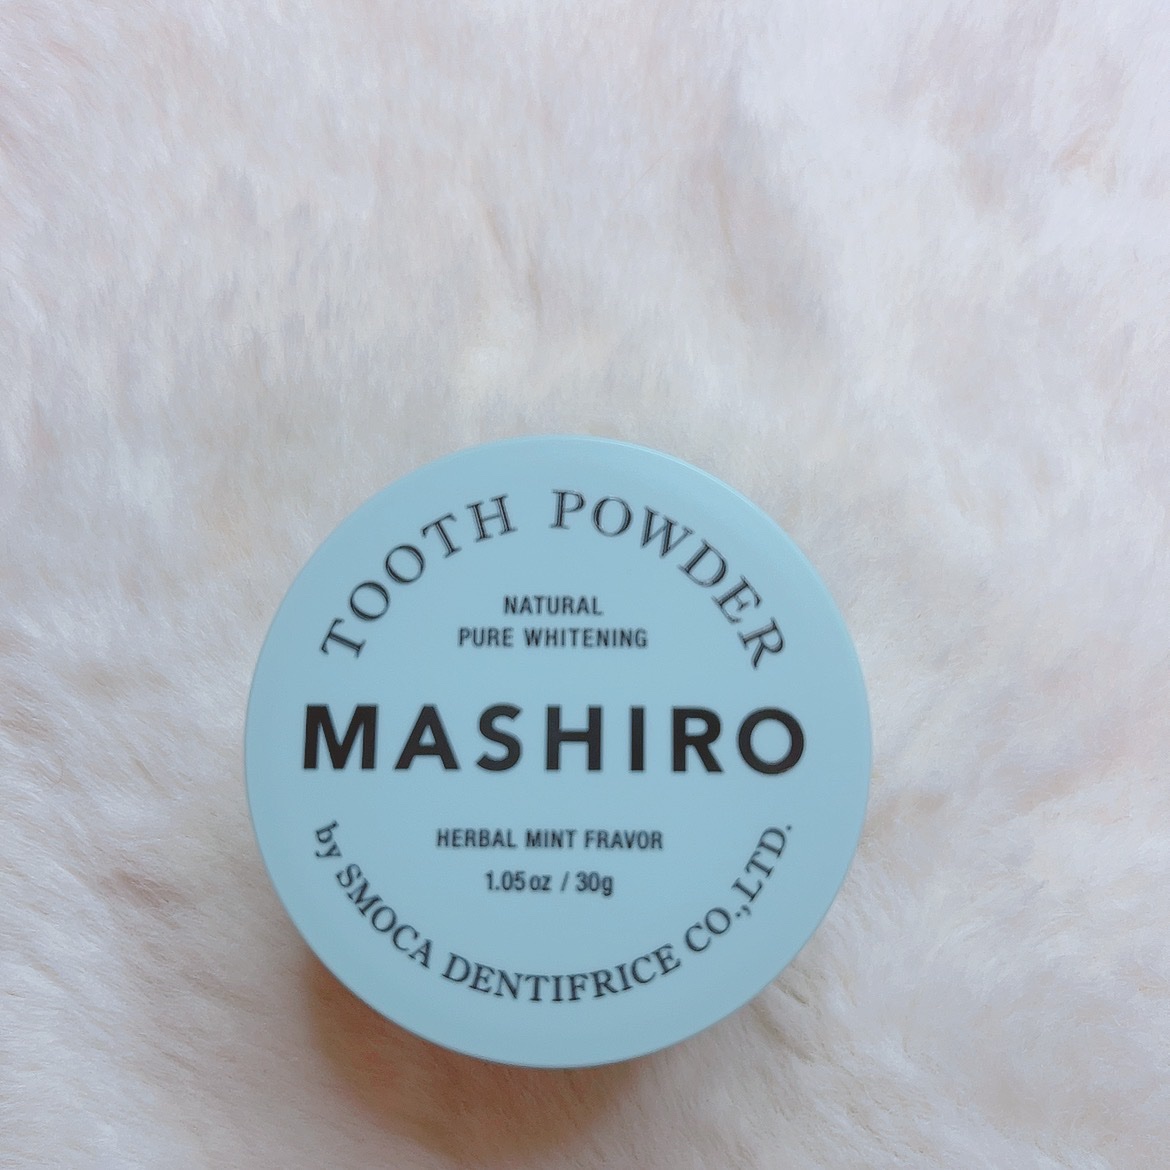 TOOTH POWDER
NATURAL
PURE WHITENING
MASHIRO
HERBAL MINT FRAVOR
1.05oz / 30g
by SMOCA DENTIFRICE CO.,LTD.